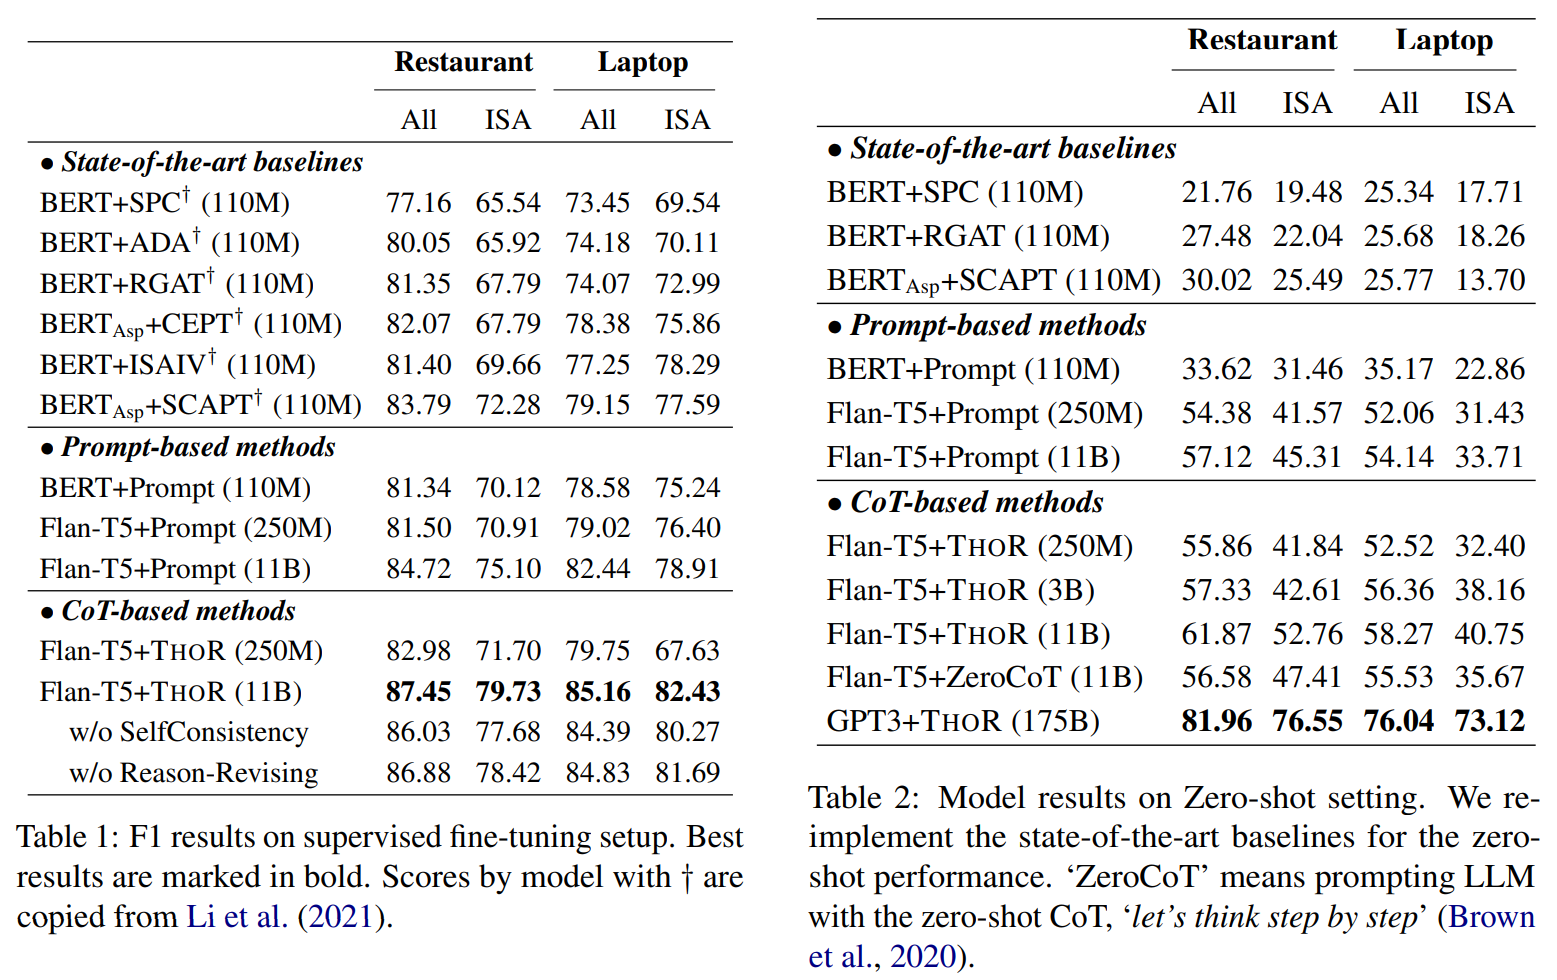 Restaurant Laptop
All ISA All ISA
• State-of-the-art baselines
BERT+SPC† (110M) 77.16 65.54 73.45 69.54
BERT+ADA† (110M) 80.05 65.92 74.18 70.11
BERT+RGAT† (110M) 81.35 67.79 74.07 72.99
BERTAsp+CEPT† (110M) 82.07 67.79 78.38 75.86
BERT+ISAIV† (110M) 81.40 69.66 77.25 78.29
BERTAsp+SCAPT† (110M) 83.79 72.28 79.15 77.59
• Prompt-based methods
BERT+Prompt (110M) 81.34 70.12 78.58 75.24
Flan-T5+Prompt (250M) 81.50 70.91 79.02 76.40
Flan-T5+Prompt (11B) 84.72 75.10 82.44 78.91
• CoT-based methods
Flan-T5+THOR (250M) 82.98 71.70 79.75 67.63
Flan-T5+THOR (11B) 87.45 79.73 85.16 82.43
w/o SelfConsistency 86.03 77.68 84.39 80.27
w/o Reason-Revising 86.88 78.42 84.83 81.69
Table 1: F1 results on supervised fine-tuning setup. Best
results are marked in bold. Scores by model with † are
copied from Li et al. (2021).
Restaurant Laptop
All ISA All ISA
• State-of-the-art baselines
BERT+SPC (110M) 21.76 19.48 25.34 17.71
BERT+RGAT (110M) 27.48 22.04 25.68 18.26
BERTAsp+SCAPT (110M) 30.02 25.49 25.77 13.70
• Prompt-based methods
BERT+Prompt (110M) 33.62 31.46 35.17 22.86
Flan-T5+Prompt (250M) 54.38 41.57 52.06 31.43
Flan-T5+Prompt (11B) 57.12 45.31 54.14 33.71
• CoT-based methods
Flan-T5+THOR (250M) 55.86 41.84 52.52 32.40
Flan-T5+THOR (3B) 57.33 42.61 56.36 38.16
Flan-T5+THOR (11B) 61.87 52.76 58.27 40.75
Flan-T5+ZeroCoT (11B) 56.58 47.41 55.53 35.67
GPT3+THOR (175B) 81.96 76.55 76.04 73.12
Table 2: Model results on Zero-shot setting. We re-
implement the state-of-the-art baselines for the zero-
shot performance. ‘ZeroCoT’ means prompting LLM
with the zero-shot CoT, ‘let’s think step by step’ (Brown
et al., 2020).